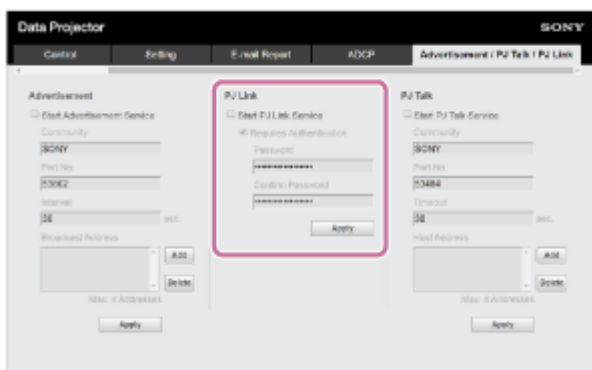 Data Projector
SONY
Control
Setting
E-mail Report
ADCP
Advertisement / PJ Talk / PJ Link
Advertisement
Start Advertisement Service
Community
SONY
Port No.
53862
Interval
30 sec.
Broadcast Address
Add
Delete
Max: 4 Addresses
Apply
PJ Link
Start PJ Link Service
Requires Authentication
Password
Confirm Password
Apply
PJ Talk
Start PJ Talk Service
Community
SONY
Port No.
53484
Timeout
30 sec.
Host Address
Add
Delete
Max: 4 Addresses
Apply